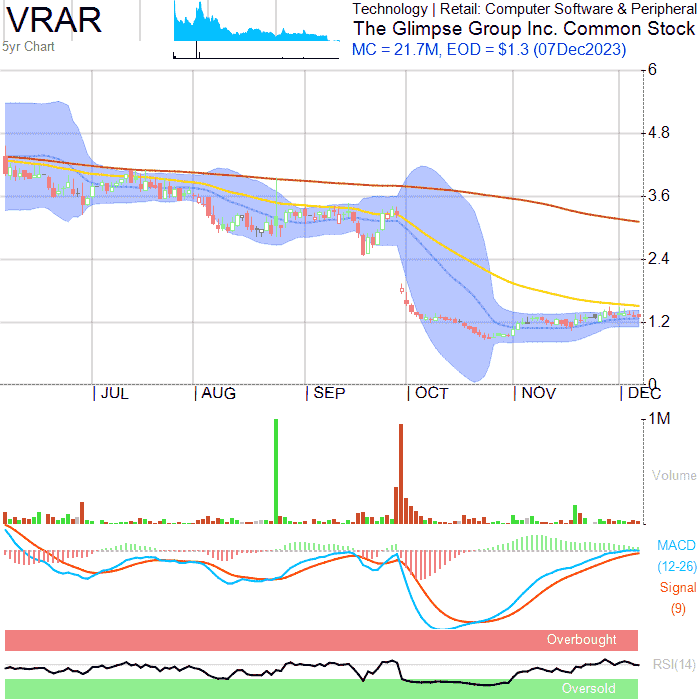 VRAR
5yr Chart
Technology | Retail: Computer Software & Peripheral
The Glimpse Group Inc. Common Stock
MC = 21.7M, EOD = $1.3 (07Dec2023)
6
4.8
3.6
2.4
1.2
0
JUL AUG SEP OCT NOV DEC
1M
Volume
MACD
(12-26)
Signal
(9)
Overbought
RSI(14)
Oversold